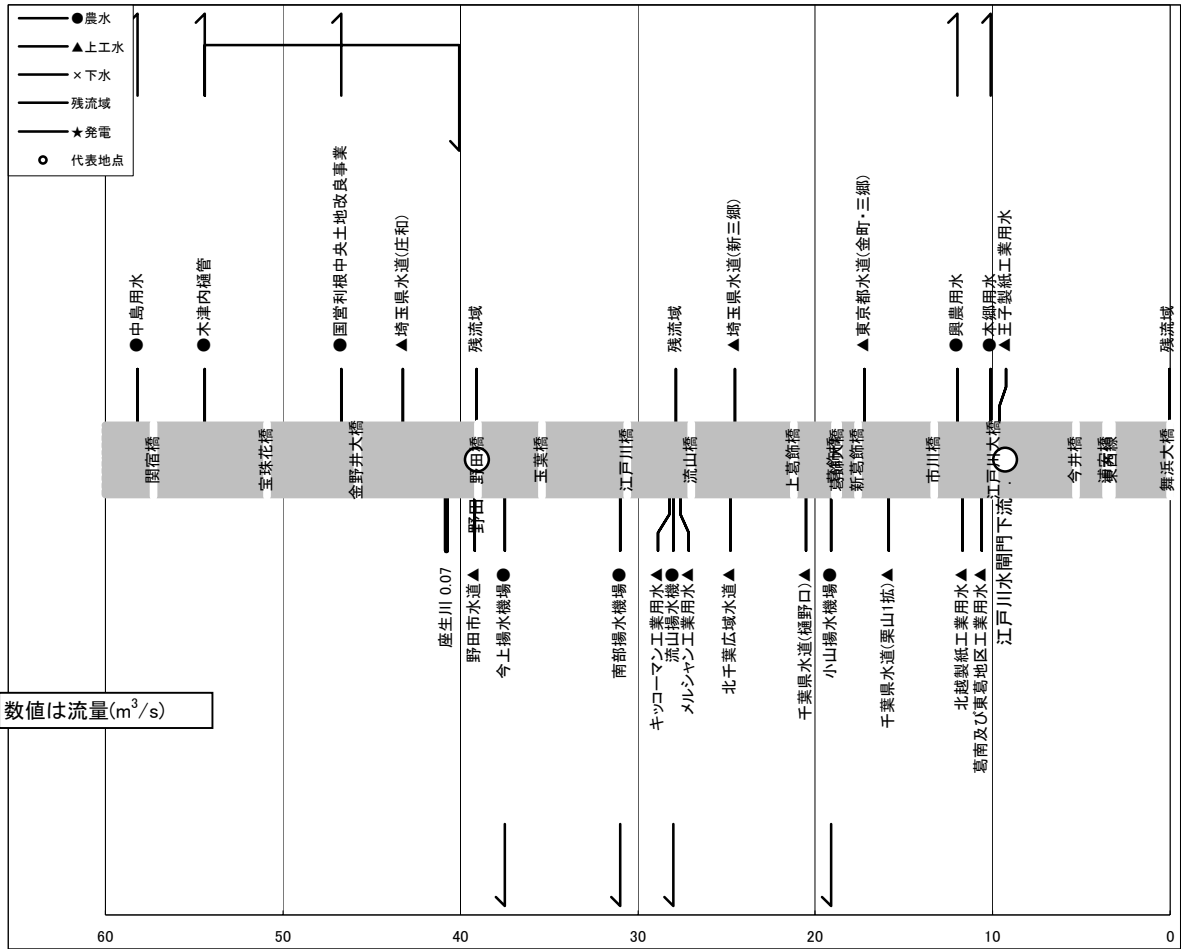 ●農水
▲上工水
×下水
残流域
★発電
代表地点
●中島用水
●木津内樋管
●国営利根中央土地改良事業
▲埼玉県水道(庄和)
残流域
残流域
▲埼玉県水道(新三郷)
▲東京都水道(金町・三郷)
●興農用水
●本郷用水
▲王子製紙工業用水
残流域
関宿橋
宝珠花橋
金野井大橋
野田橋
野田
玉葉橋
江戸川橋
流山橋
上葛飾橋
新葛飾橋
市川橋
江戸川大橋
江戸川水閘門下流
今井橋
舞浜大橋
座生川 0.07
野田市水道▲
今上揚水機場●
南部揚水機場●
キッコーマン工業用水▲
流山揚水機●
メルシャン工業用水▲
北千葉広域水道▲
千葉県水道(樋野口)▲
小山揚水機場●
千葉県水道(栗山1拡)▲
北越製紙工業用水▲
葛南及び東葛地区工業用水▲
数値は流量(m³/s)
60 50 40 30 20 10 0